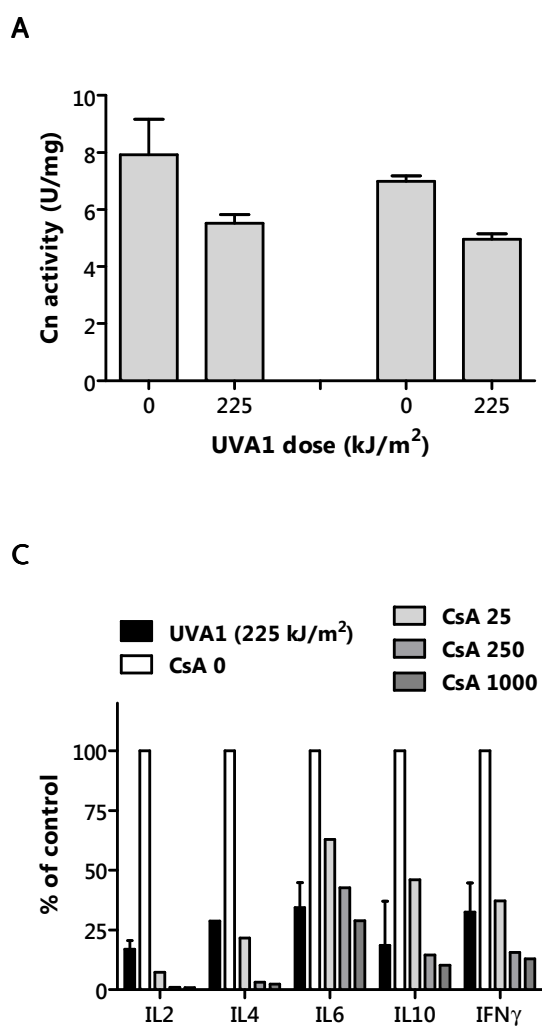 A
10
8
6
4
2
0
Cn activity (U/mg)
0 225 0 225
UVA1 dose (kJ/m²)
C
UVA1 (225 kJ/m²)
CsA 0
CsA 25
CsA 250
CsA 1000
100
75
50
25
0
% of control
IL2 IL4 IL6 IL10 IFNγ